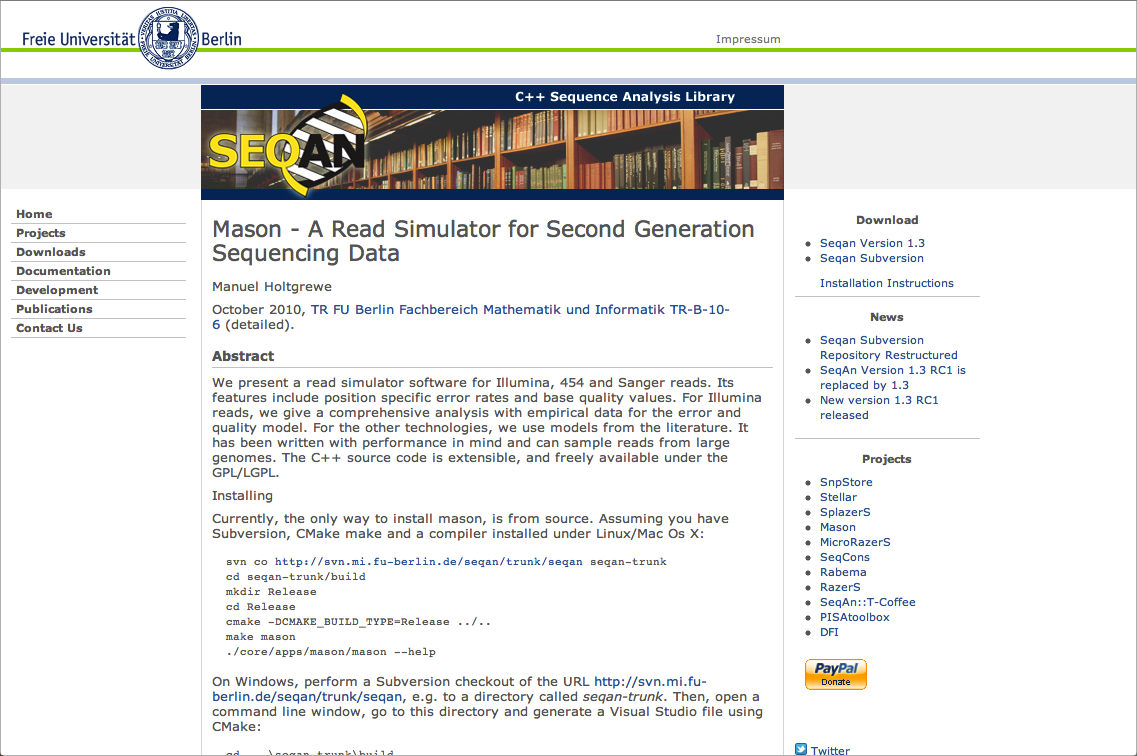 Freie Universität Berlin
Impressum
C++ Sequence Analysis Library
SEQAN
Home
Projects
Downloads
Documentation
Development
Publications
Contact Us
Mason - A Read Simulator for Second Generation
Sequencing Data
Manuel Holtgrewe
October 2010, TR FU Berlin Fachbereich Mathematik und Informatik TR-B-10-
6 (detailed).
Abstract
We present a read simulator software for Illumina, 454 and Sanger reads. Its
features include position specific error rates and base quality values. For Illumina
reads, we give a comprehensive analysis with empirical data for the error and
quality model. For the other technologies, we use models from the literature. It
has been written with performance in mind and can sample reads from large
genomes. The C++ source code is extensible, and freely available under the
GPL/LGPL.
Installing
Currently, the only way to install mason, is from source. Assuming you have
Subversion, CMake make and a compiler installed under Linux/Mac Os X:
svn co http://svn.mi.fu-berlin.de/seqan/trunk/seqan seqan-trunk
cd seqan-trunk/build
mkdir Release
cd Release
cmake -DCMAKE_BUILD_TYPE=Release ../..
make mason
./core/apps/mason/mason --help
On Windows, perform a Subversion checkout of the URL http://svn.mi.fu-
berlin.de/seqan/trunk/seqan, e.g. to a directory called seqan-trunk. Then, open a
command line window, go to this directory and generate a Visual Studio file using
CMake:
Download
Seqan Version 1.3
Seqan Subversion
Installation Instructions
News
Seqan Subversion
Repository Restructured
SeqAn Version 1.3 RC1 is
replaced by 1.3
New version 1.3 RC1
released
Projects
SnpStore
Stellar
SplazerS
Mason
MicroRazerS
SeqCons
Rabema
RazerS
SeqAn::T-Coffee
PISAtoolbox
DFI
PayPal
Donate
Twitter